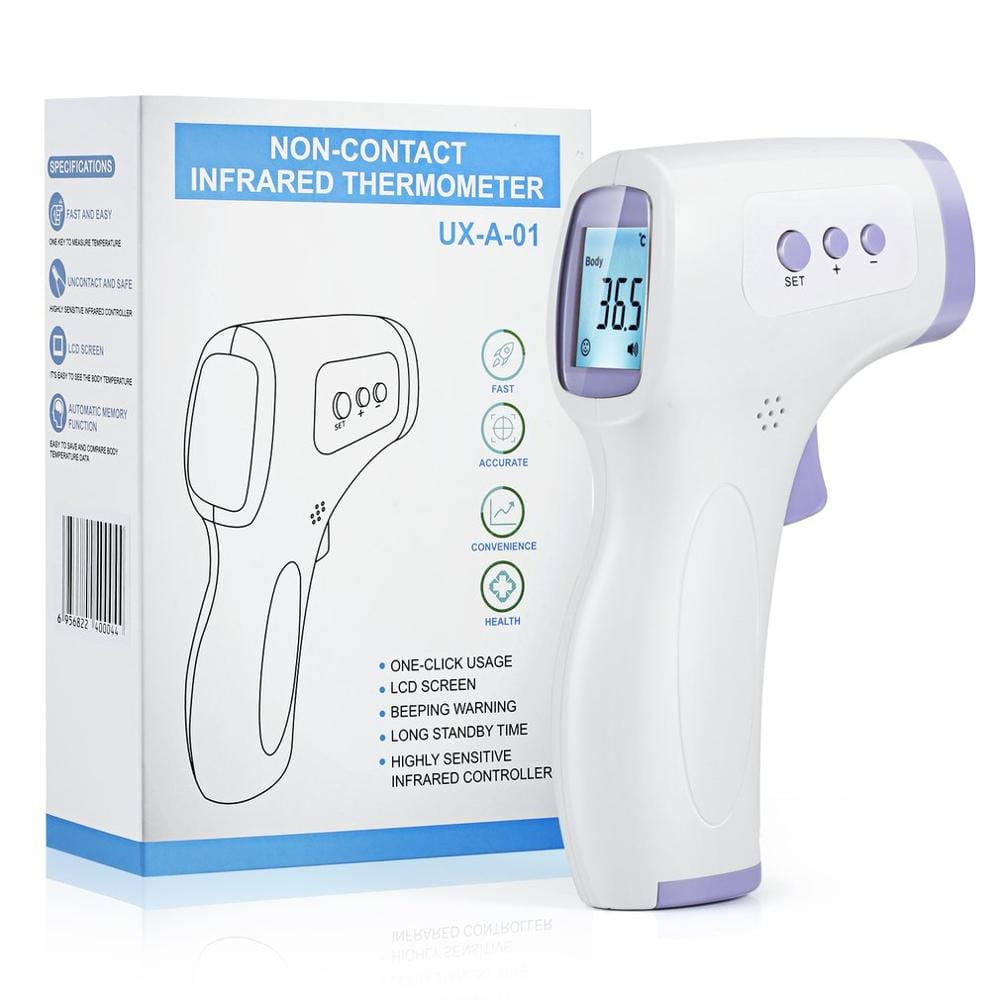 SPECIFICATIONS
FAST AND EASY
ONE KEY TO MEASURE TEMPERATURE
UNCONTACT AND SAFE
HIGHLY SENSITIVE INFRARED CONTROLLER
LCD SCREEN
IT'S EASY TO SEE THE BODY TEMPERATURE
AUTOMATIC MEMORY
FUNCTION
EASY TO SAVE AND COMPARE BODY
TEMPERATURE DATA
6 956822 400044
NON-CONTACT
INFRARED THERMOMETER
UX-A-01
SET
+
-
FAST
ACCURATE
CONVENIENCE
HEALTH
• ONE-CLICK USAGE
• LCD SCREEN
• BEEPING WARNING
• LONG STANDBY TIME
• HIGHLY SENSITIVE
INFRARED CONTROLLER
°C
Body
36.5
SET
+
-